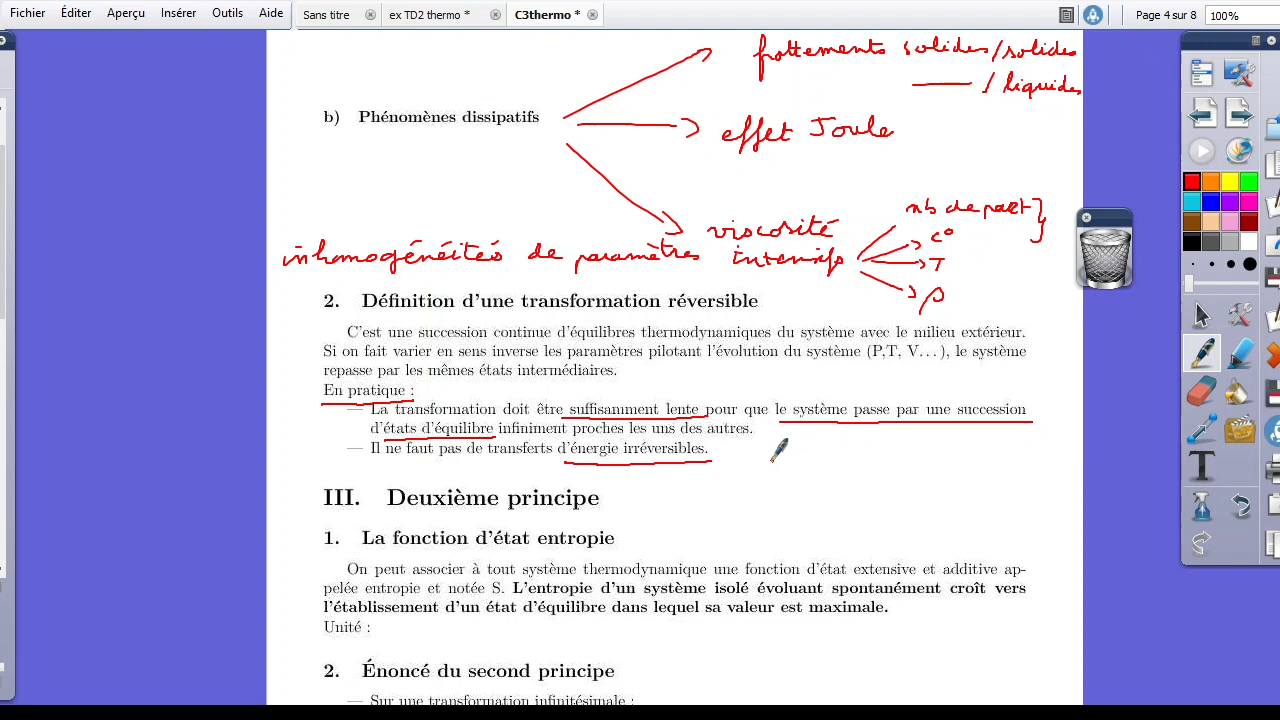 Fichier Éditer Aperçu Insérer Outils Aide
Sans titre ex TD2 thermo * C3thermo * Page 4 sur 8 100%
frottements solides/solides
/ liquides
b) Phénomènes dissipatifs
effet Joule
nb de part
viscosité
C°
inhomogénéités de paramètres intensifs
T
p
2. Définition d'une transformation réversible
C'est une succession continue d'équilibres thermodynamiques du système avec le milieu extérieur.
Si on fait varier en sens inverse les paramètres pilotant l'évolution du système (P,T, V...), le système
repasse par les mêmes états intermédiaires.
En pratique :
— La transformation doit être suffisamment lente pour que le système passe par une succession
d'états d'équilibre infiniment proches les uns des autres.
— Il ne faut pas de transferts d'énergie irréversibles.
III. Deuxième principe
1. La fonction d'état entropie
On peut associer à tout système thermodynamique une fonction d'état extensive et additive ap-
pelée entropie et notée S. L'entropie d'un système isolé évoluant spontanément croît vers
l'établissement d'un état d'équilibre dans lequel sa valeur est maximale.
Unité :
2. Énoncé du second principe
— Sur une transformation infinitésimale :
T